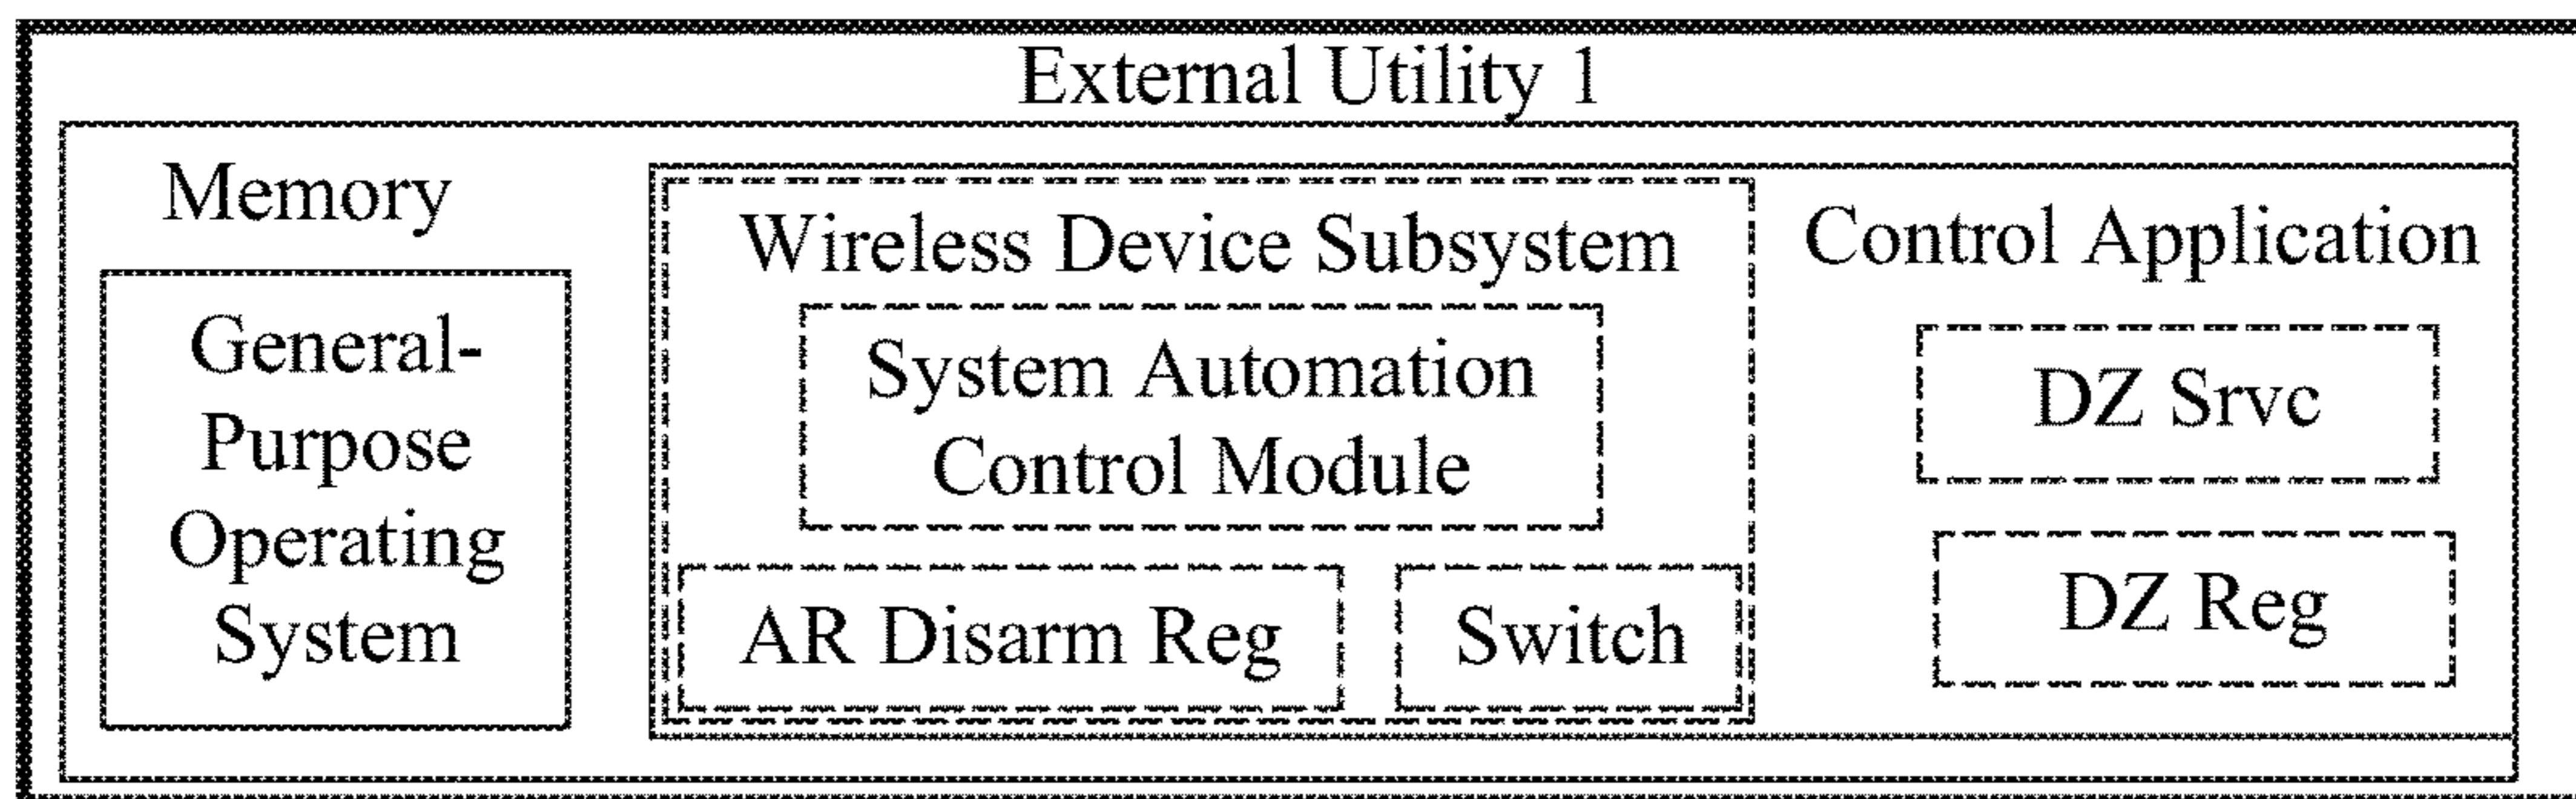 External Utility 1
Memory
General-
Purpose
Operating
System
Wireless Device Subsystem
System Automation
Control Module
AR Disarm Reg
Switch
Control Application
DZ Srvc
DZ Reg